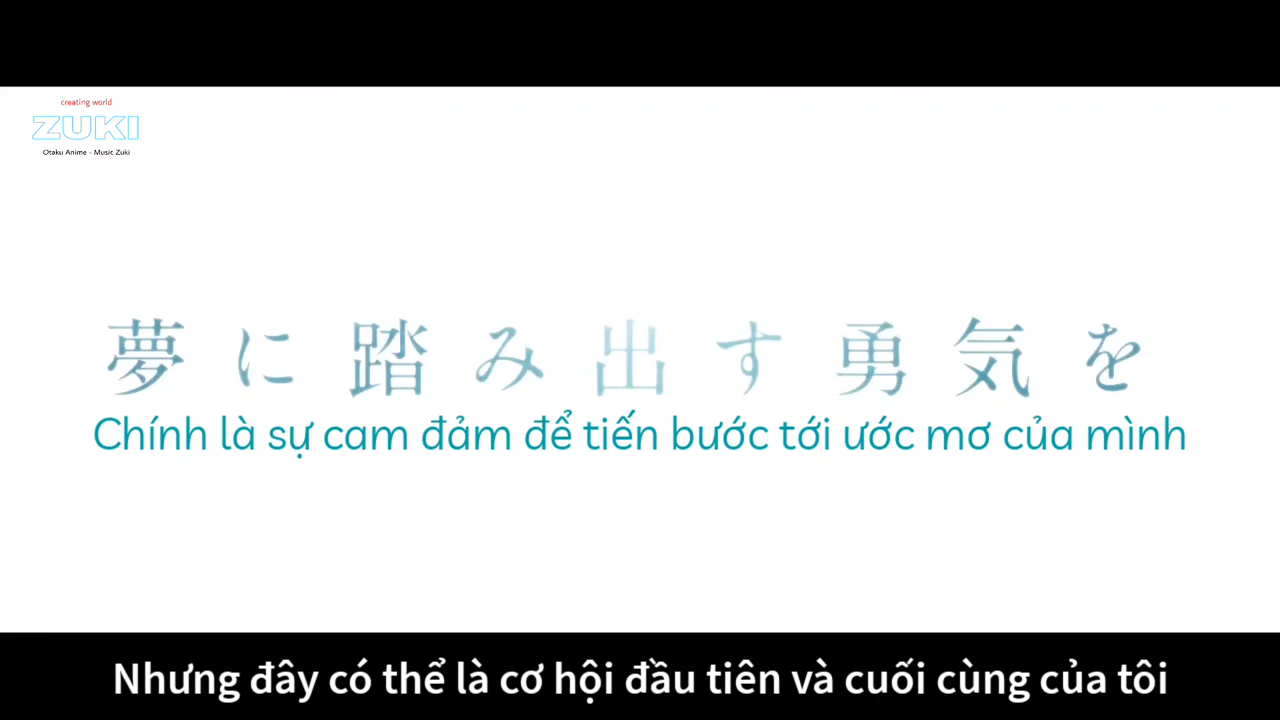 creating world
ZUKI
Otaku Anime - Music Zuki
夢に踏み出す勇気を
Chính là sự cam đảm để tiến bước tới ước mơ của mình
Nhưng đây có thể là cơ hội đầu tiên và cuối cùng của tôi